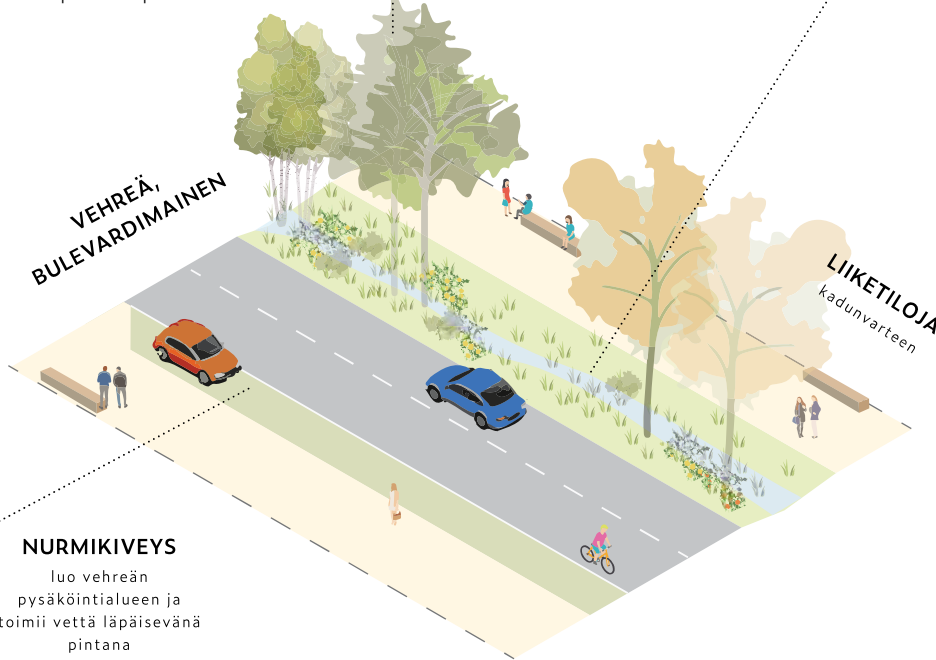 VEHREÄ,
BULEVARDIMAINEN
LIIKETILOJA
kadunvarteen
NURMIKIVEYS
luo vehreän
pysäköintialueen ja
toimii vettä läpäisevänä
pintana